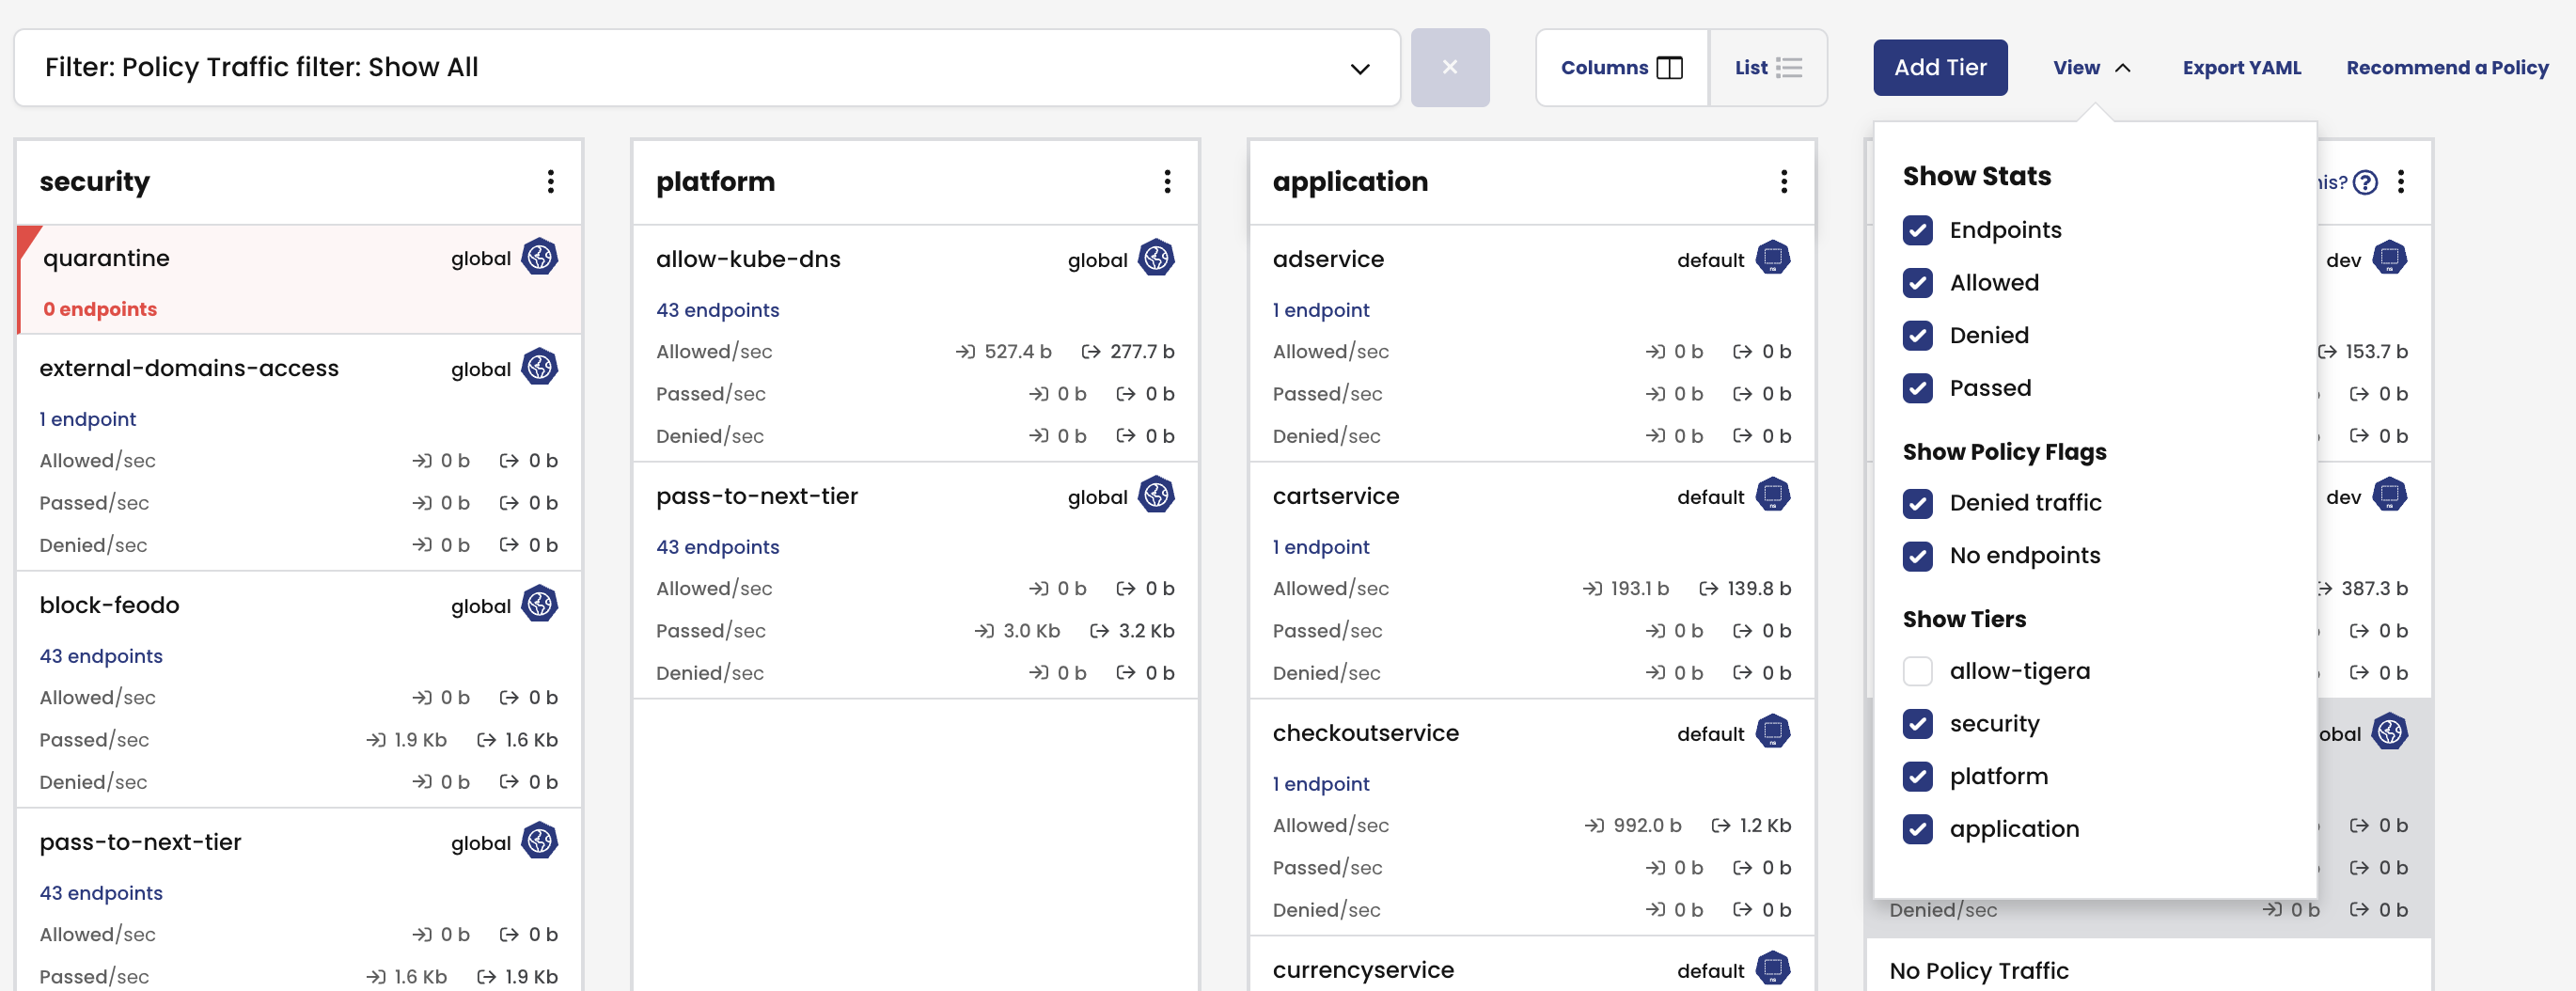 Filter: Policy Traffic filter: Show All
Columns
List
Add Tier
View
Export YAML
Recommend a Policy
security
quarantine global
0 endpoints
external-domains-access global
1 endpoint
Allowed/sec 0 b 0 b
Passed/sec 0 b 0 b
Denied/sec 0 b 0 b
block-feodo global
43 endpoints
Allowed/sec 0 b 0 b
Passed/sec 1.9 Kb 1.6 Kb
Denied/sec 0 b 0 b
pass-to-next-tier global
43 endpoints
Allowed/sec 0 b 0 b
Passed/sec 1.6 Kb 1.9 Kb
platform
allow-kube-dns global
43 endpoints
Allowed/sec 527.4 b 277.7 b
Passed/sec 0 b 0 b
Denied/sec 0 b 0 b
pass-to-next-tier global
43 endpoints
Allowed/sec 0 b 0 b
Passed/sec 3.0 Kb 3.2 Kb
Denied/sec 0 b 0 b
application
adservice default
1 endpoint
Allowed/sec 0 b 0 b
Passed/sec 0 b 0 b
Denied/sec 0 b 0 b
cartservice default
1 endpoint
Allowed/sec 193.1 b 139.8 b
Passed/sec 0 b 0 b
Denied/sec 0 b 0 b
checkoutservice default
1 endpoint
Allowed/sec 992.0 b 1.2 Kb
Passed/sec 0 b 0 b
Denied/sec 0 b 0 b
currencyservice default
Show Stats
Endpoints
Allowed
Denied
Passed
Show Policy Flags
Denied traffic
No endpoints
Show Tiers
allow-tigera
security
platform
application
?
dev
153.7 b
0 b
0 b
dev
387.3 b
0 b
0 b
0 b
0 b
Denied/sec 0 b 0 b
No Policy Traffic